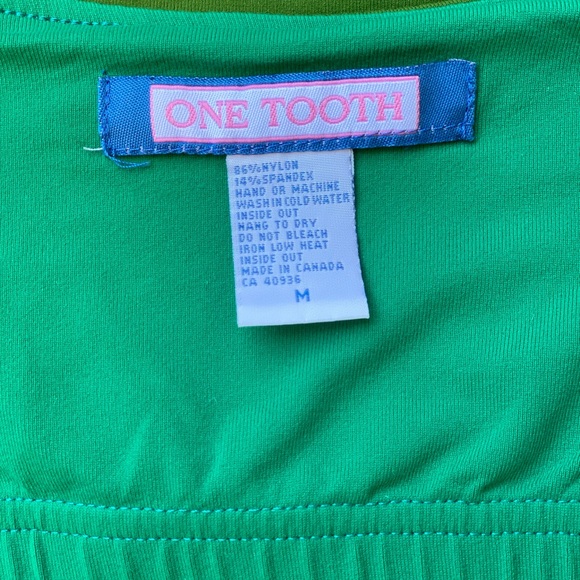 ONE TOOTH
86%NYLON
14%SPANDEX
HAND OR MACHINE
WASH IN COLD WATER
INSIDE OUT
HANG TO DRY
DO NOT BLEACH
IRON LOW HEAT
INSIDE OUT
MADE IN CANADA
CA 40936
M